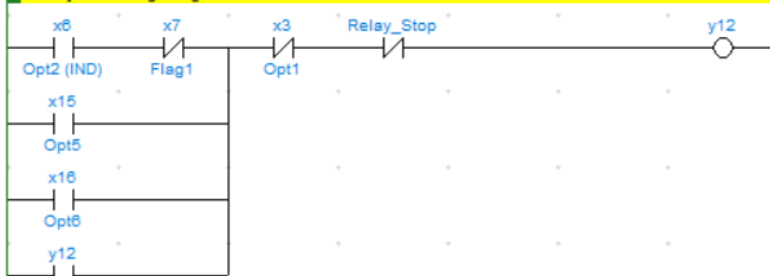 x6 x7 x3 Relay_Stop y12
Opt2 (IND) Flag1 Opt1
x15
Opt5
x16
Opt6
y12